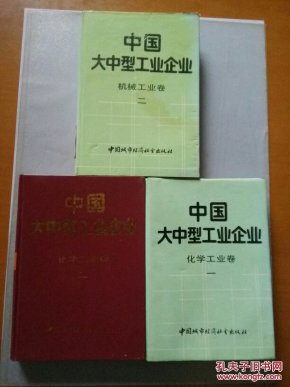 中国
大中型工业企业
机械工业卷
二
中国城市经济社会出版社
中国
大中型工业企业
化学工业卷
一
中国
大中型工业企业
化学工业卷
一
中国城市经济社会出版社
孔夫子旧书网